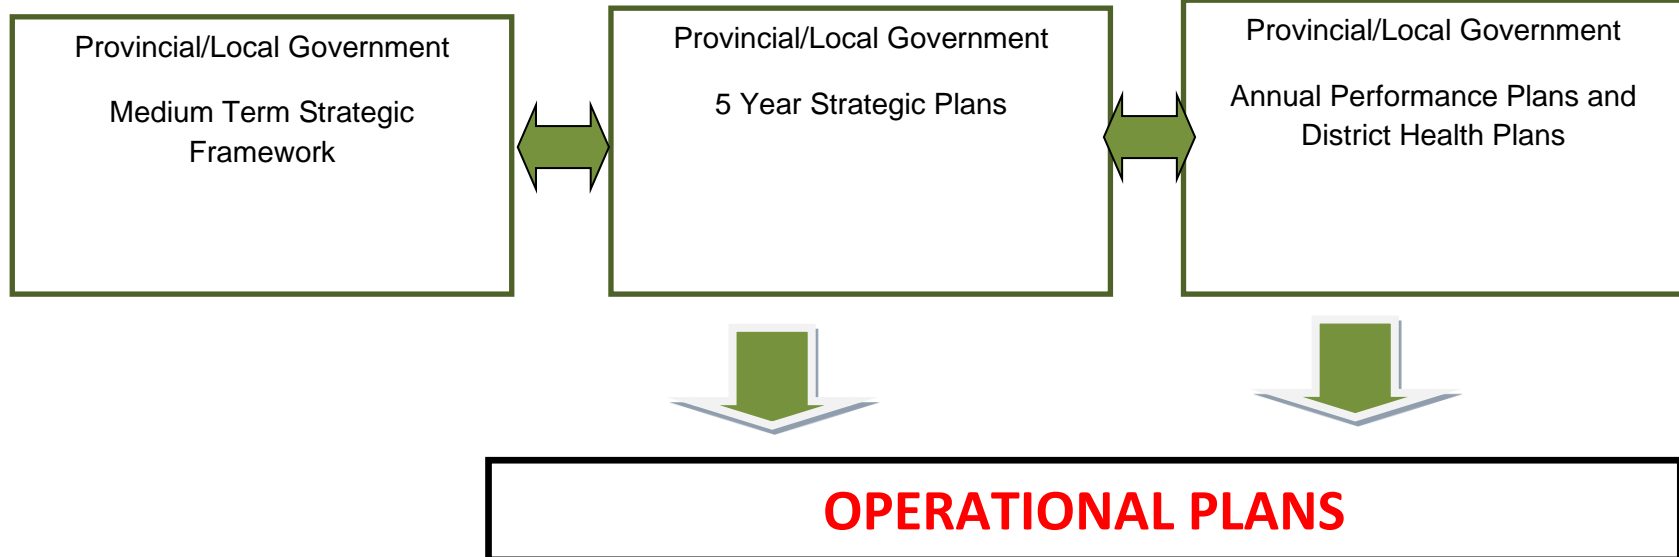 Provincial/Local Government
Medium Term Strategic
Framework
Provincial/Local Government
5 Year Strategic Plans
Provincial/Local Government
Annual Performance Plans and
District Health Plans
OPERATIONAL PLANS